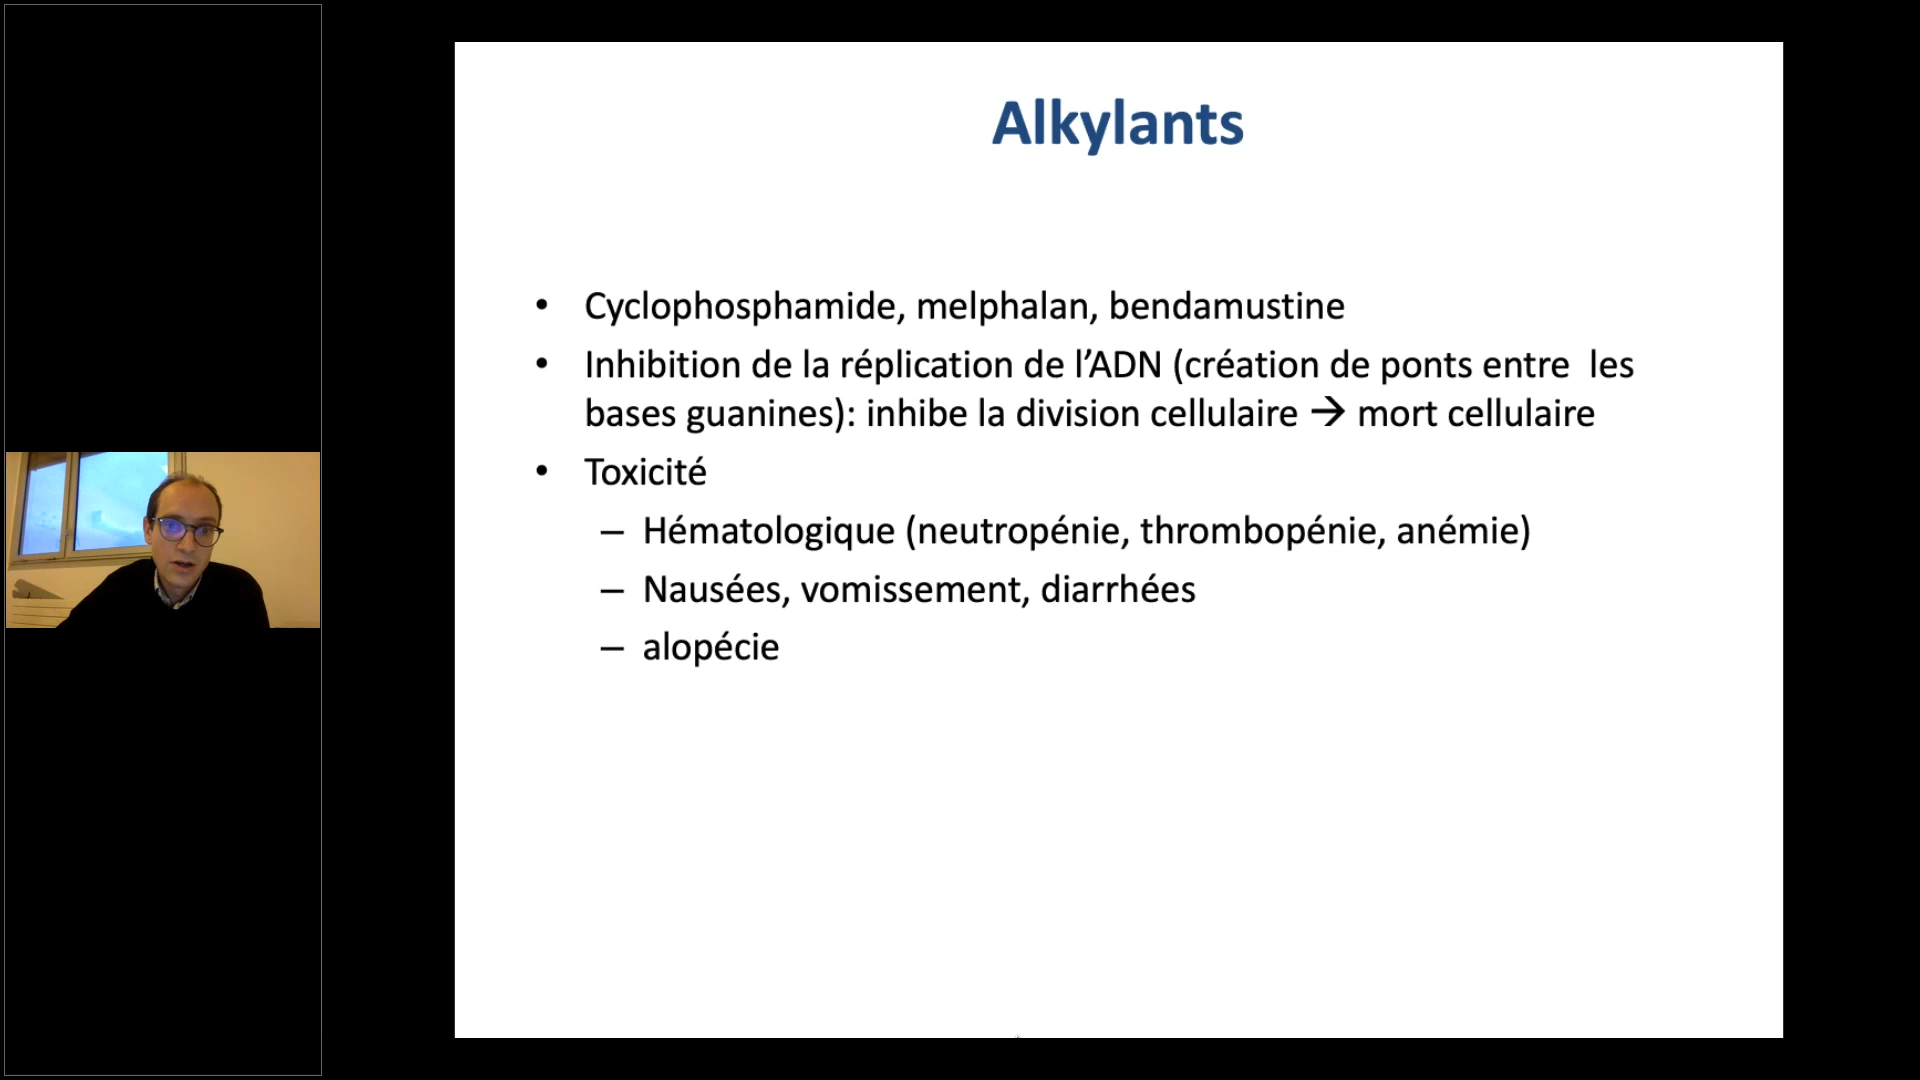 Alkylants
• Cyclophosphamide, melphalan, bendamustine
• Inhibition de la réplication de l’ADN (création de ponts entre  les
bases guanines): inhibe la division cellulaire → mort cellulaire
• Toxicité
– Hématologique (neutropénie, thrombopénie, anémie)
– Nausées, vomissement, diarrhées
– alopécie